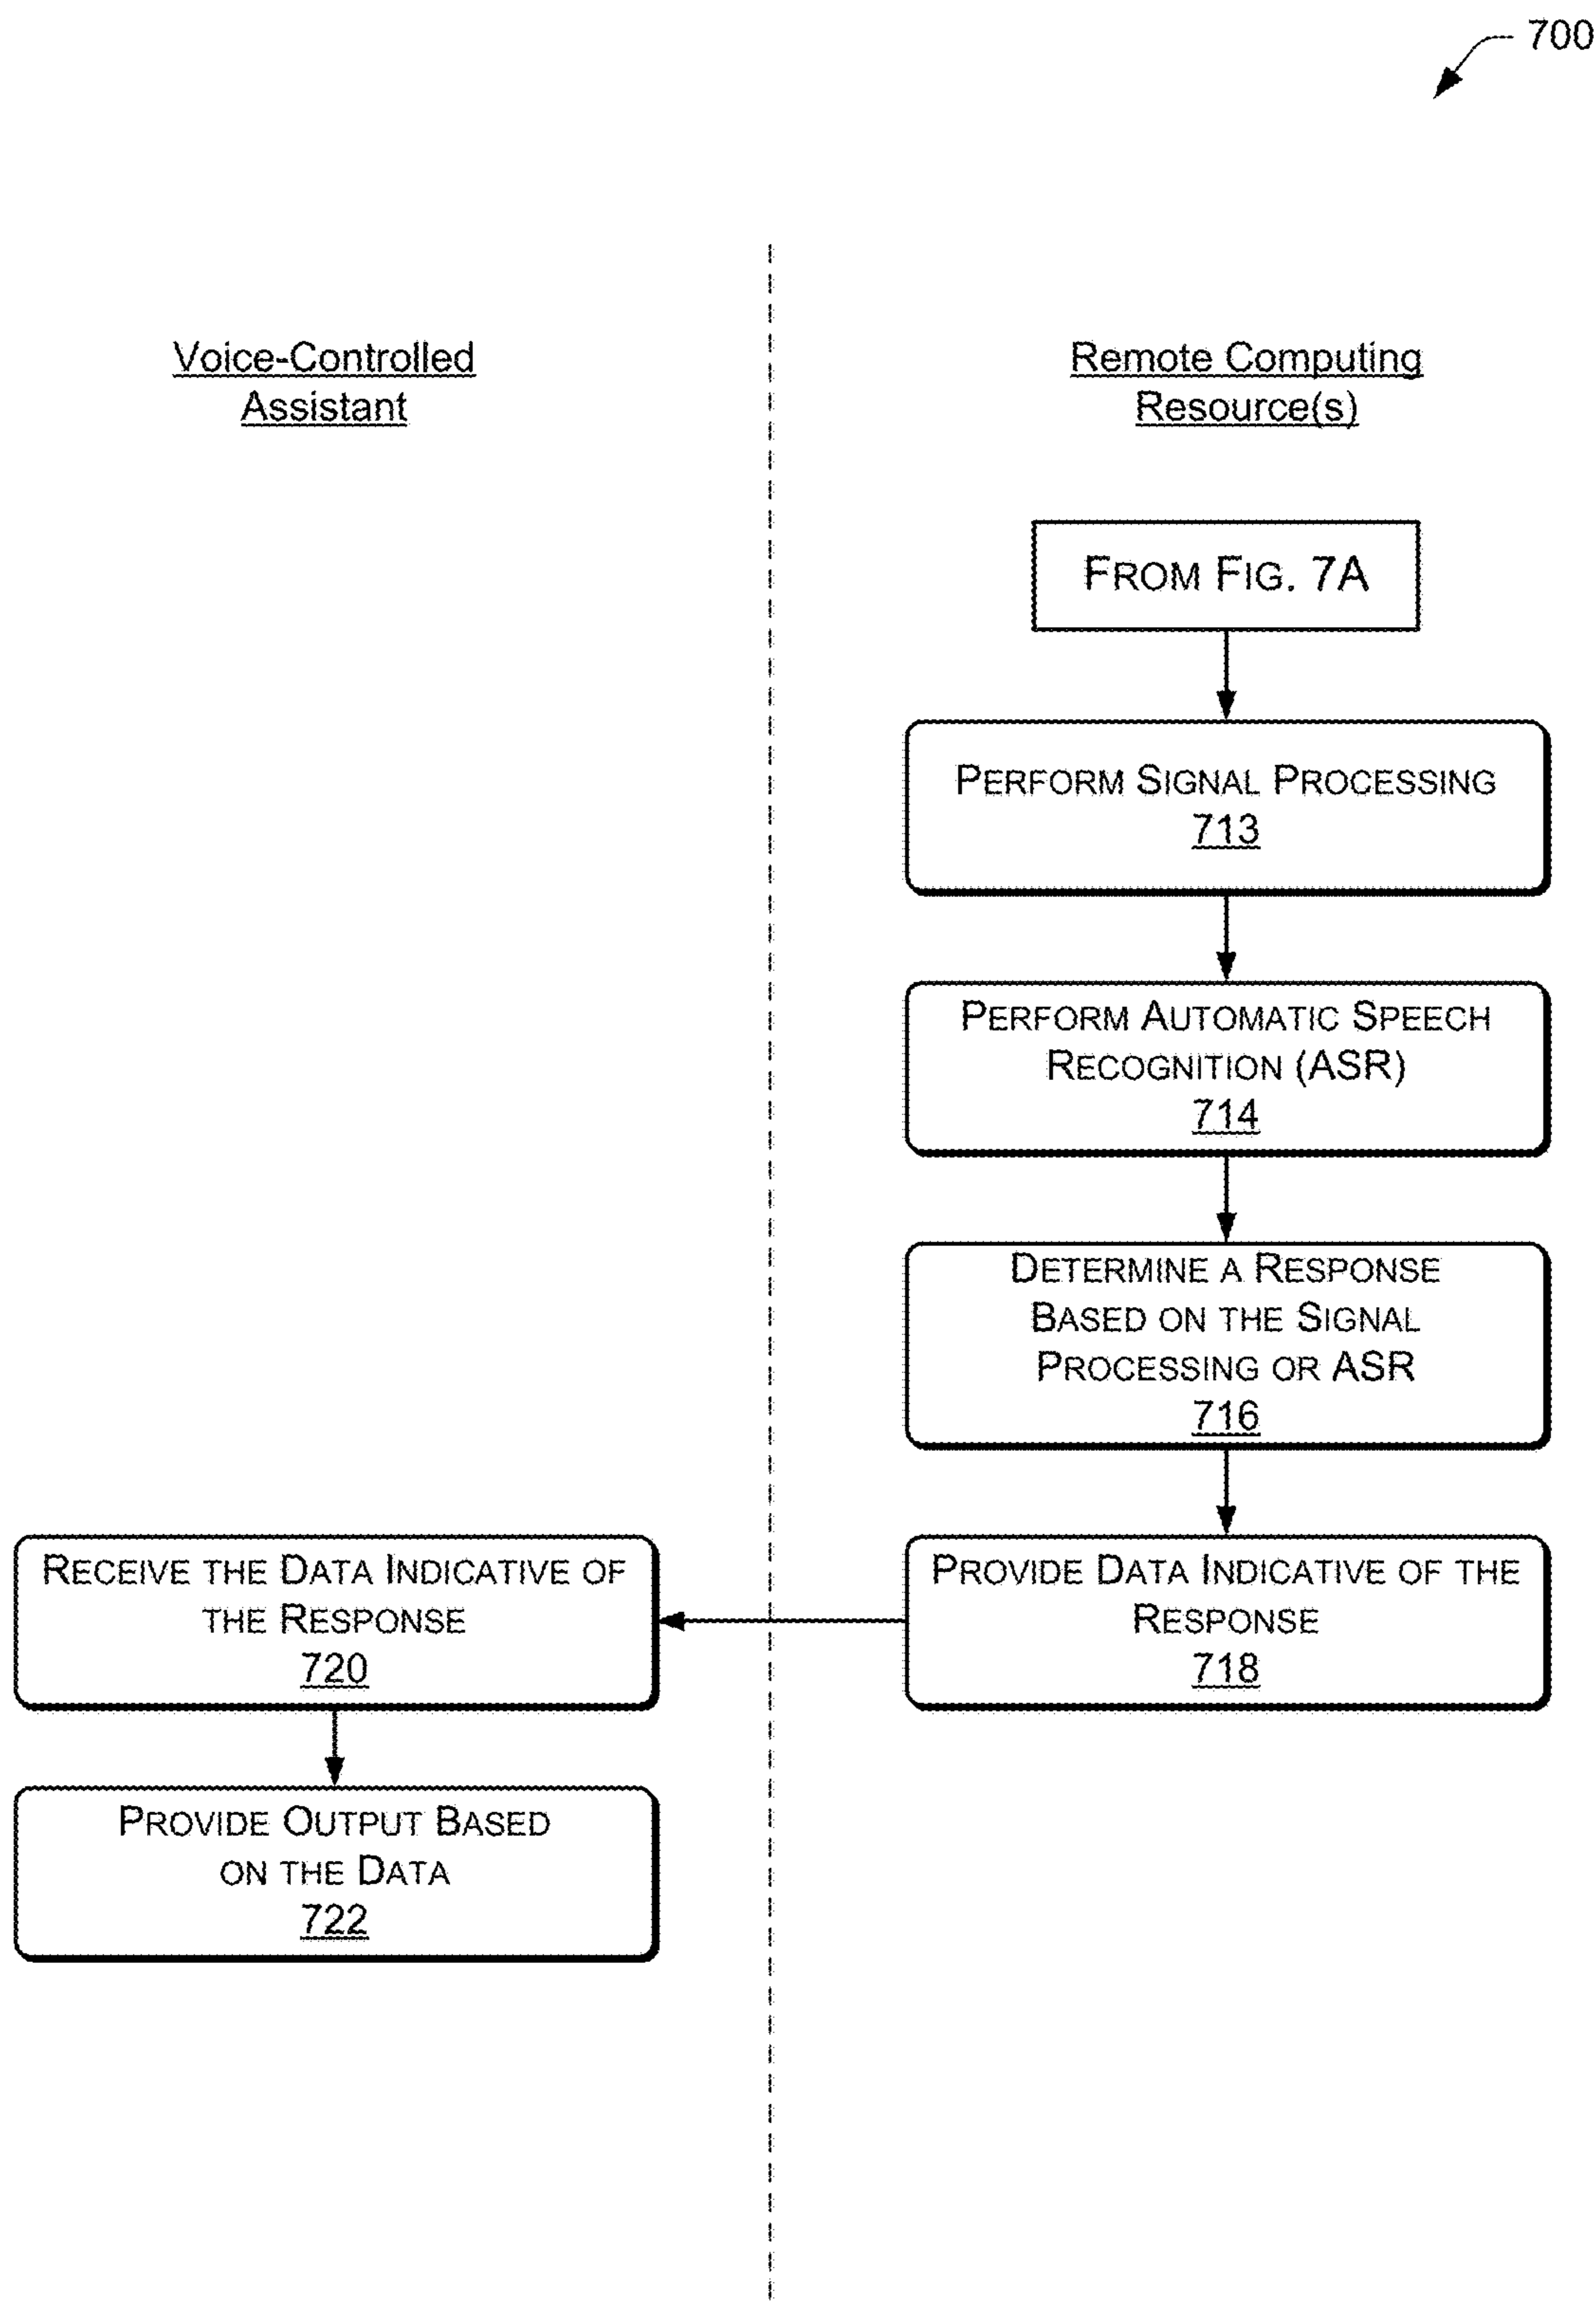 700
Voice-Controlled
Assistant
Remote Computing
Resource(s)
FROM FIG. 7A
PERFORM SIGNAL PROCESSING
713
PERFORM AUTOMATIC SPEECH
RECOGNITION (ASR)
714
DETERMINE A RESPONSE
BASED ON THE SIGNAL
PROCESSING OR ASR
716
PROVIDE DATA INDICATIVE OF THE
RESPONSE
718
RECEIVE THE DATA INDICATIVE OF
THE RESPONSE
720
PROVIDE OUTPUT BASED
ON THE DATA
722